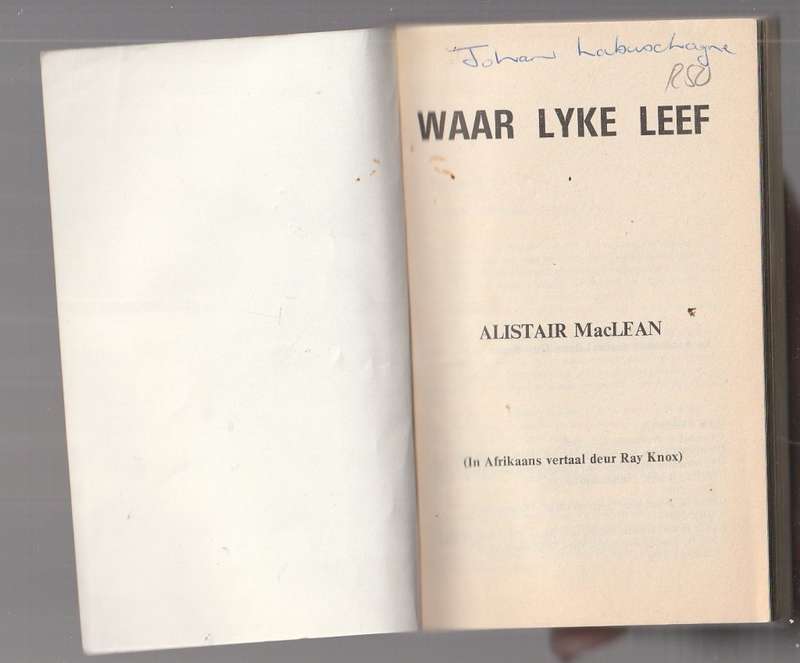 Johan Labuschagne
R50
WAAR LYKE LEEF
ALISTAIR MacLEAN
(In Afrikaans vertaal deur Ray Knox)